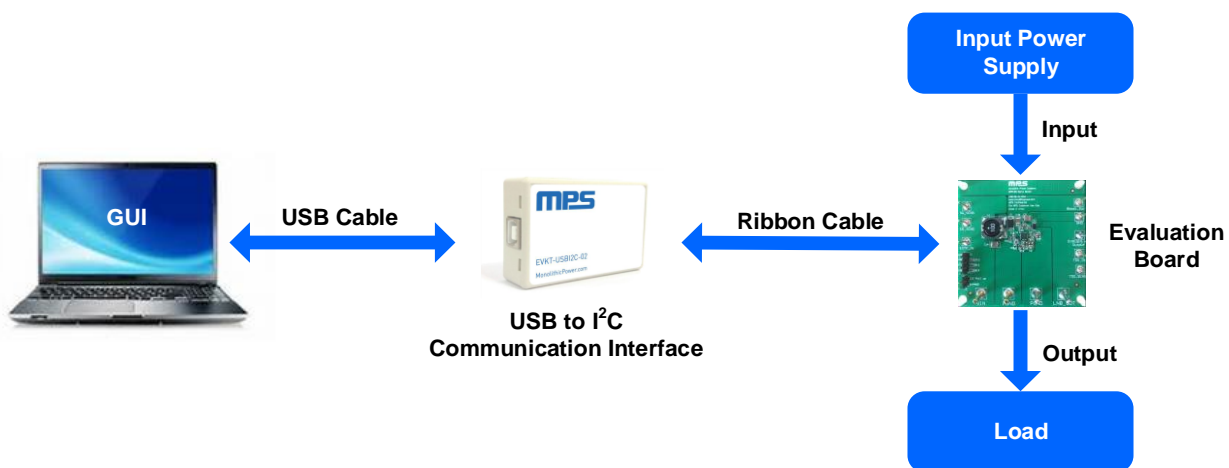 Input Power
Supply
Input
GUI
USB Cable
MPS
EVKT-USBI2C-02
MonolithicPower.com
Ribbon Cable
MPS
Evaluation
Board
USB to I²C
Communication Interface
Output
Load